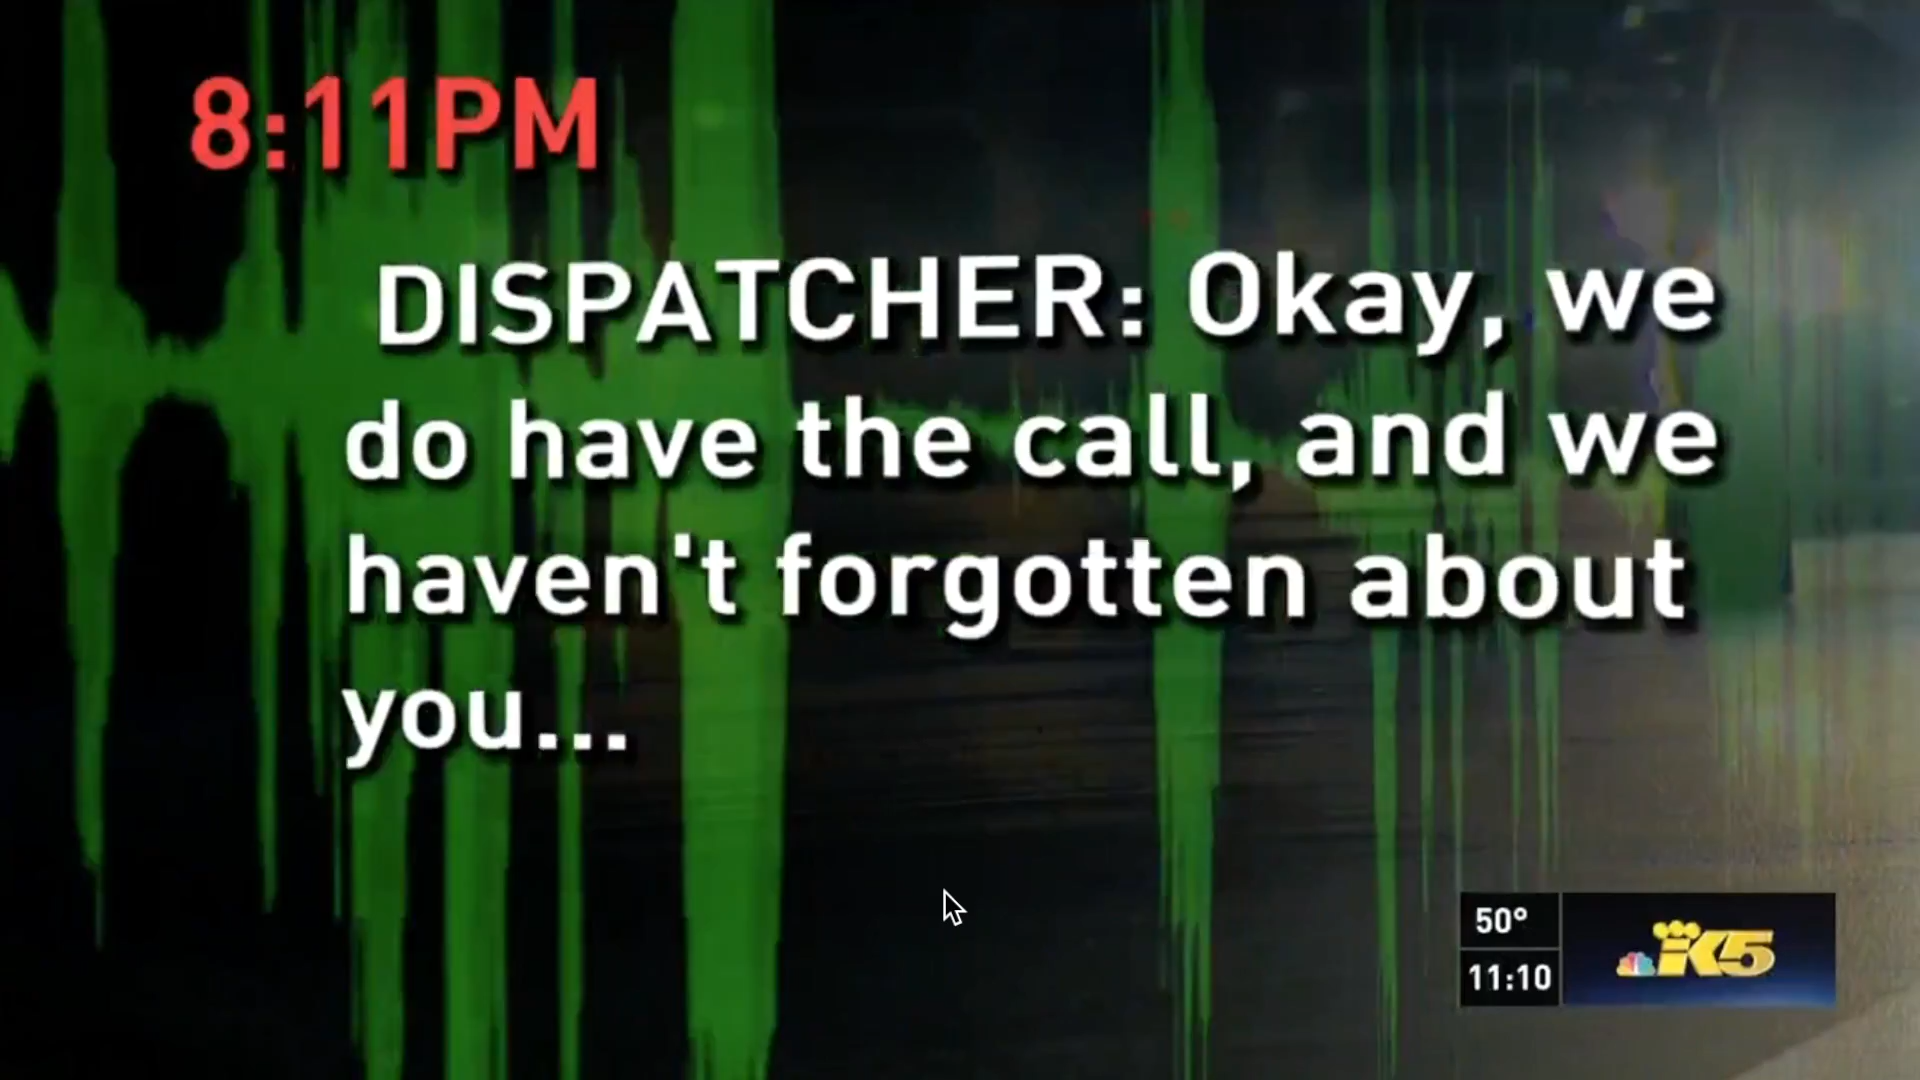 8:11PM
DISPATCHER: Okay, we
do have the call, and we
haven't forgotten about
you...
50°
11:10
K5